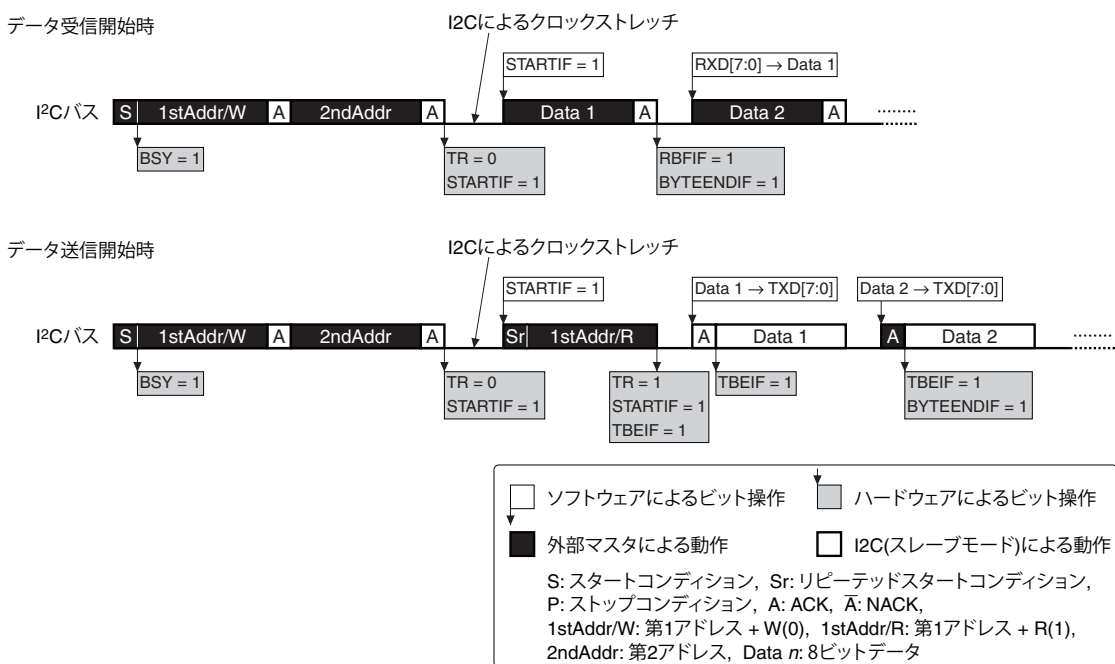 データ受信開始時
I2Cによるクロックストレッチ
STARTIF = 1
RXD[7:0] → Data 1
I²Cバス S 1stAddr/W A 2ndAddr A Data 1 A Data 2 A
BSY = 1
TR = 0
STARTIF = 1
RBFIF = 1
BYTEENDIF = 1
データ送信開始時
I2Cによるクロックストレッチ
STARTIF = 1
Data 1 → TXD[7:0]
Data 2 → TXD[7:0]
I²Cバス S 1stAddr/W A 2ndAddr A Sr 1stAddr/R A Data 1 A Data 2
BSY = 1
TR = 0
STARTIF = 1
TR = 1
STARTIF = 1
TBEIF = 1
TBEIF = 1
TBEIF = 1
BYTEENDIF = 1
ソフトウェアによるビット操作
ハードウェアによるビット操作
外部マスタによる動作
I2C(スレーブモード)による動作
S: スタートコンディション, Sr: リピーテッドスタートコンディション,
P: ストップコンディション, A: ACK, A̅: NACK,
1stAddr/W: 第1アドレス + W(0), 1stAddr/R: 第1アドレス + R(1),
2ndAddr: 第2アドレス, Data n: 8ビットデータ